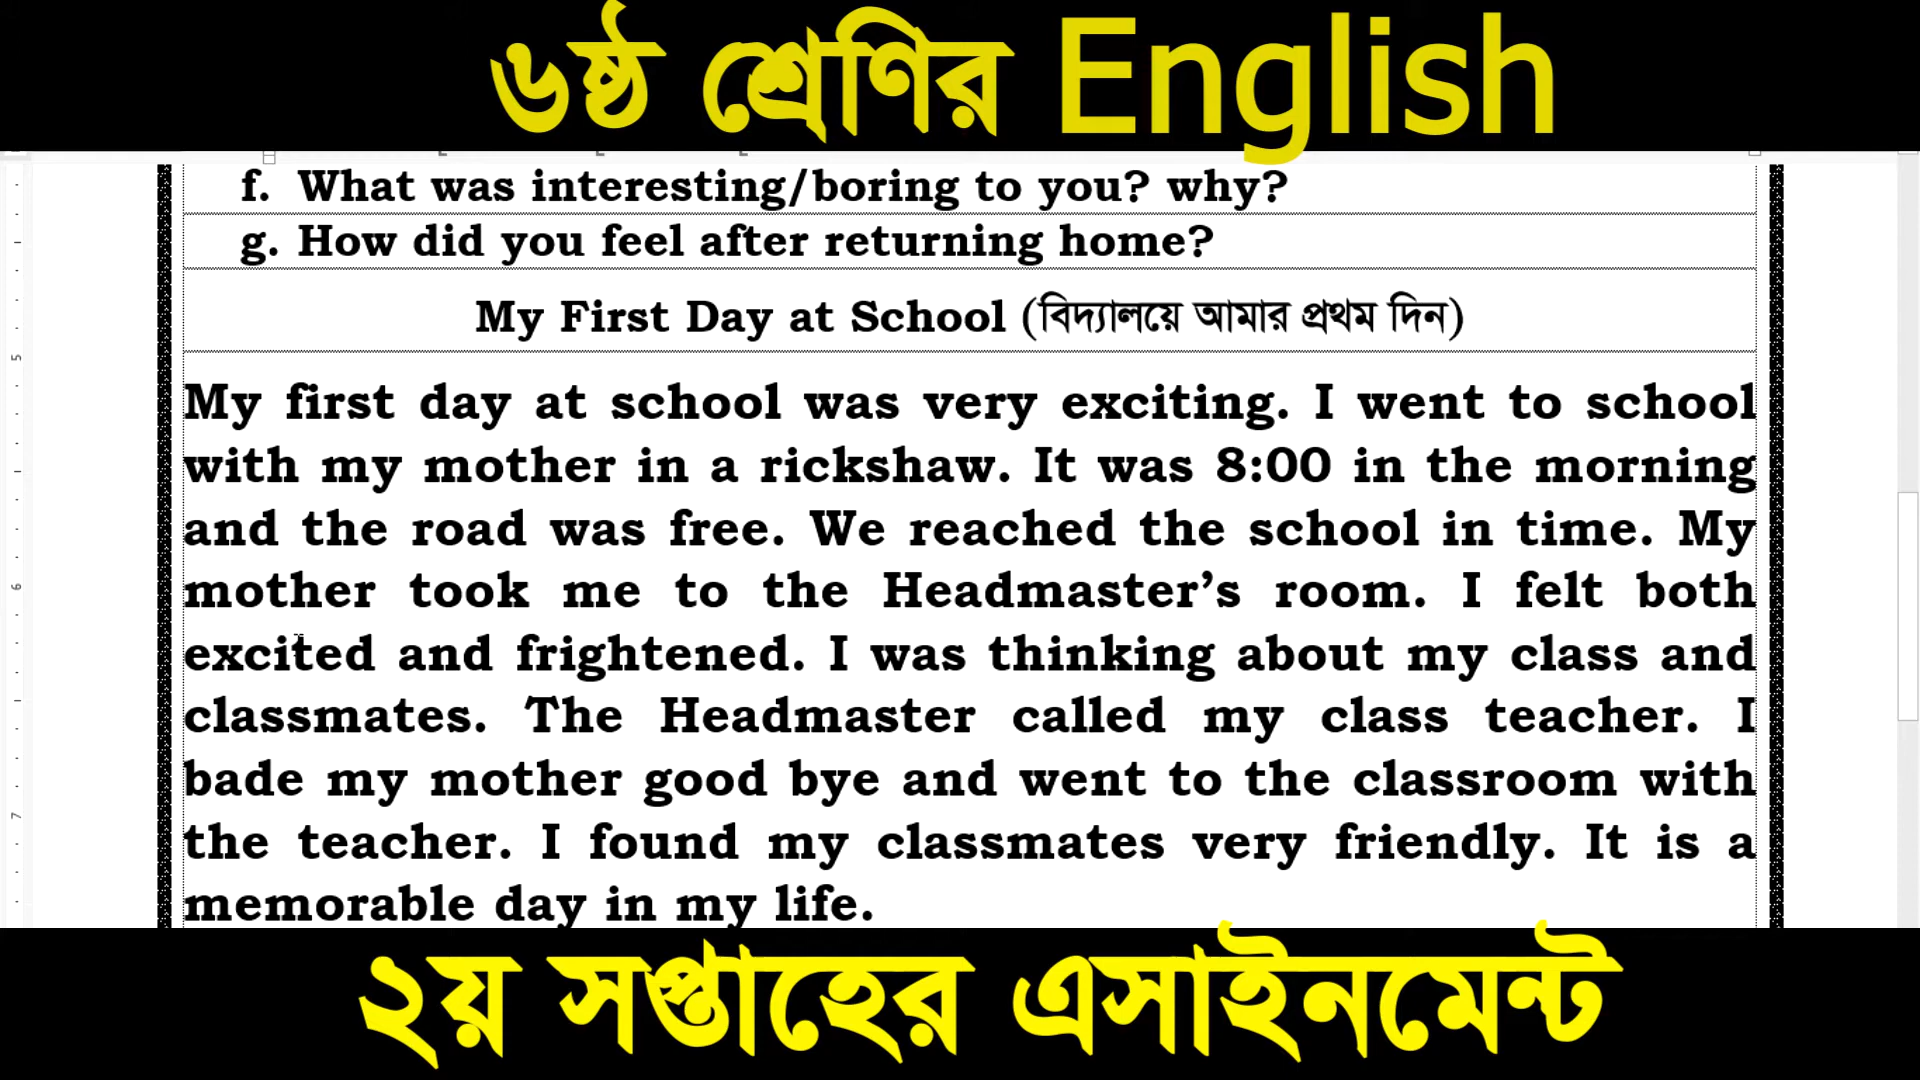 ৬ষ্ঠ শ্রেণির English
f. What was interesting/boring to you? why?
g. How did you feel after returning home?
My First Day at School (বিদ্যালয়ে আমার প্রথম দিন)
My first day at school was very exciting. I went to school
with my mother in a rickshaw. It was 8:00 in the morning
and the road was free. We reached the school in time. My
mother took me to the Headmaster’s room. I felt both
excited and frightened. I was thinking about my class and
classmates. The Headmaster called my class teacher. I
bade my mother good bye and went to the classroom with
the teacher. I found my classmates very friendly. It is a
memorable day in my life.
২য় সপ্তাহের এসাইনমেন্ট
5
6
7